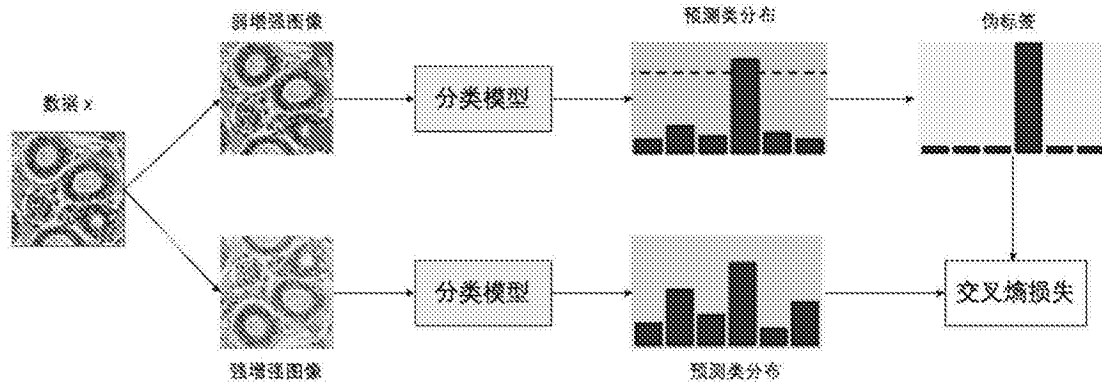 弱增强图像
预测类分布
伪标签
数据 x
分类模型
分类模型
交叉熵损失
强增强图像
预测类分布